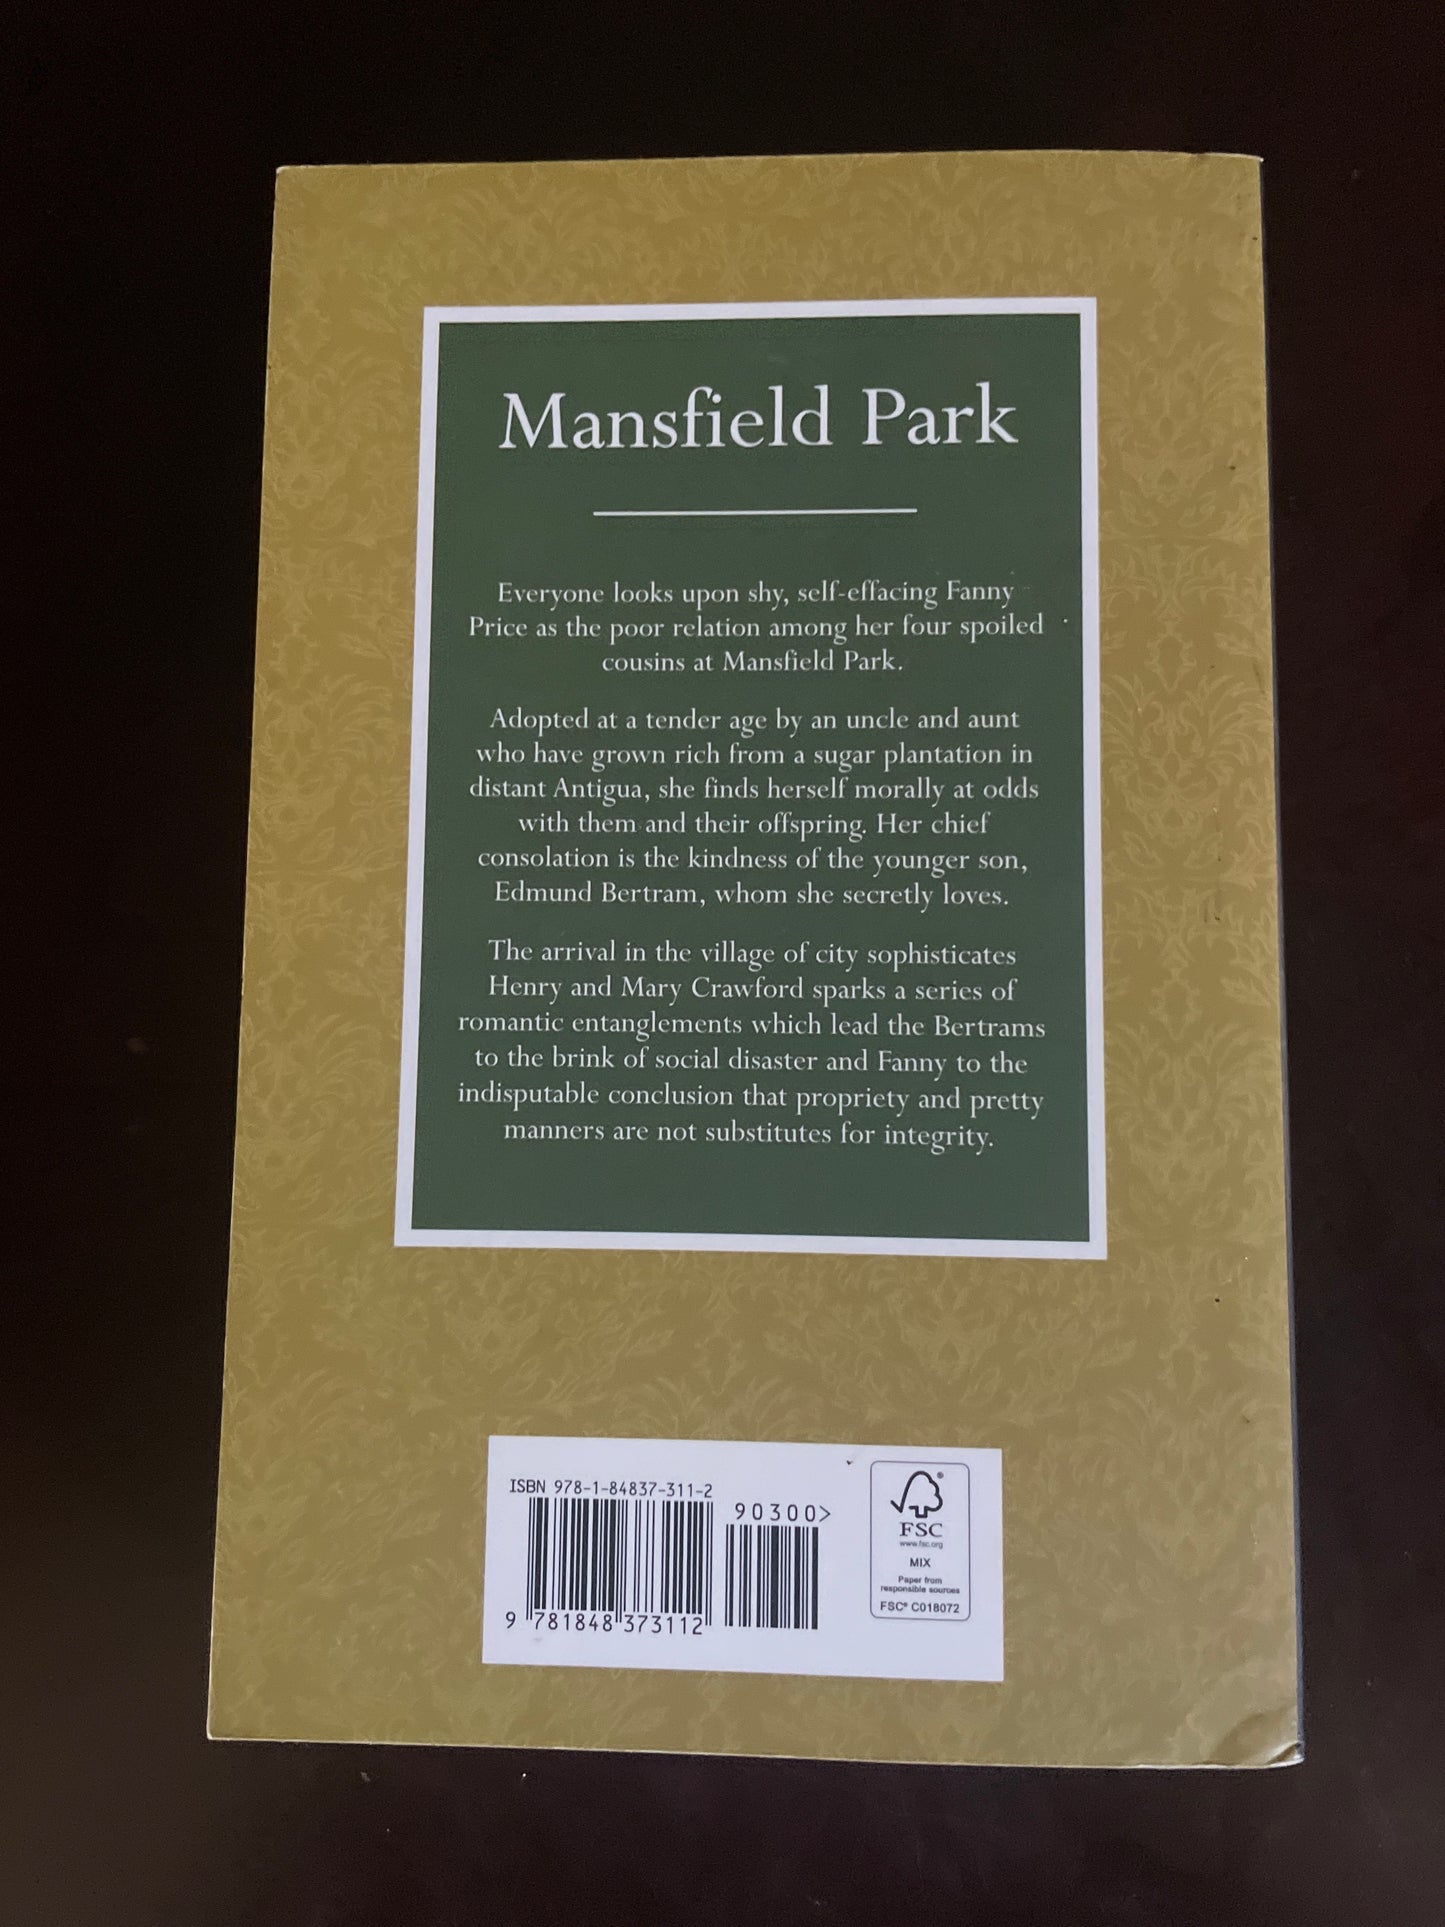 Mansfield Park
Everyone looks upon shy, self-effacing Fanny
Price as the poor relation among her four spoiled
cousins at Mansfield Park.
Adopted at a tender age by an uncle and aunt
who have grown rich from a sugar plantation in
distant Antigua, she finds herself morally at odds
with them and their offspring. Her chief
consolation is the kindness of the younger son,
Edmund Bertram, whom she secretly loves.
The arrival in the village of city sophisticates
Henry and Mary Crawford sparks a series of
romantic entanglements which lead the Bertrams
to the brink of social disaster and Fanny to the
indisputable conclusion that propriety and pretty
manners are not substitutes for integrity.
ISBN 978-1-84837-311-2
90300>
9 781848 373112
®
FSC
www.fsc.org
MIX
Paper from
responsible sources
FSC® C018072